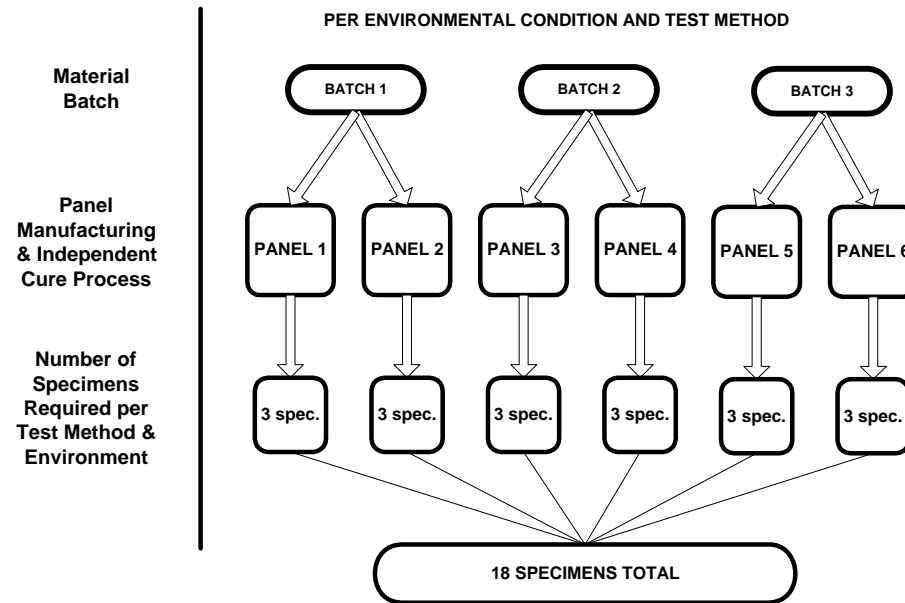 PER ENVIRONMENTAL CONDITION AND TEST METHOD
Material
Batch
BATCH 1
BATCH 2
BATCH 3
Panel
Manufacturing
& Independent
Cure Process
PANEL 1
PANEL 2
PANEL 3
PANEL 4
PANEL 5
PANEL 6
Number of
Specimens
Required per
Test Method &
Environment
3 spec.
3 spec.
3 spec.
3 spec.
3 spec.
3 spec.
18 SPECIMENS TOTAL